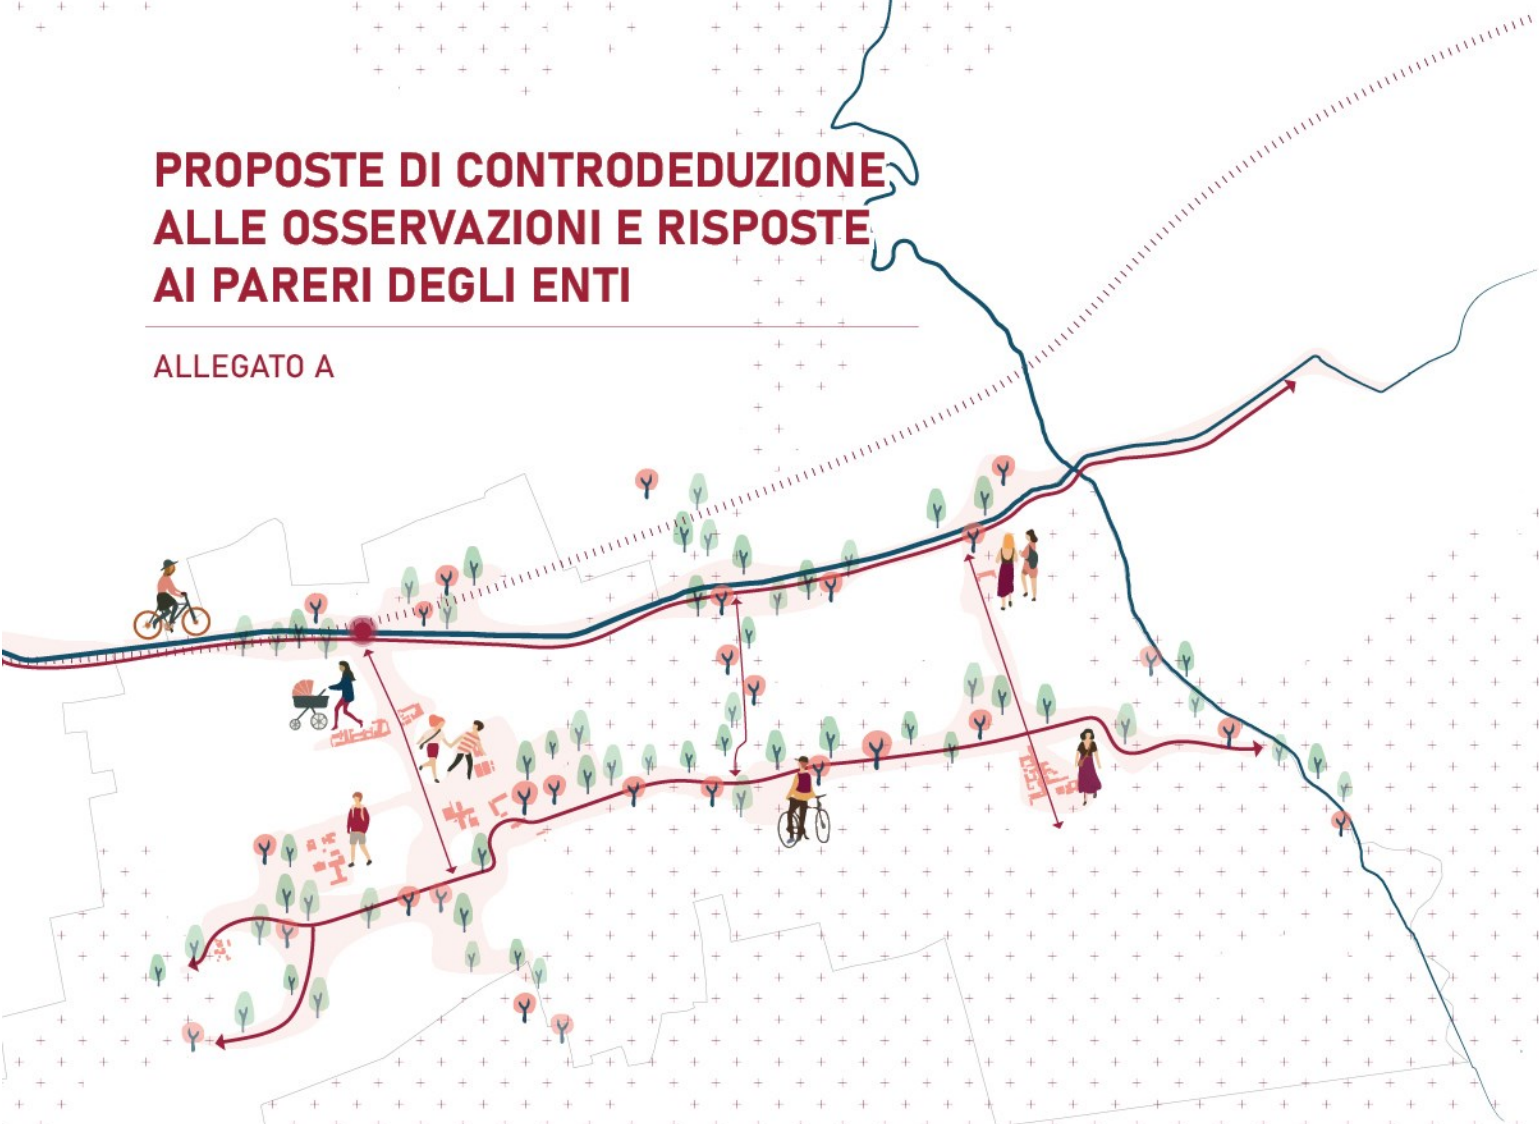 PROPOSTE DI CONTRODEDUZIONE
ALLE OSSERVAZIONI E RISPOSTE
AI PARERI DEGLI ENTI
ALLEGATO A